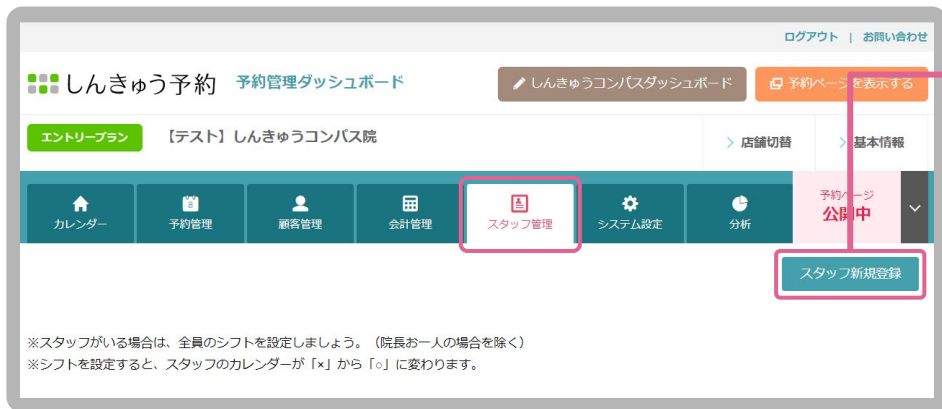 ログアウト | お問い合わせ
しんきゅう予約 予約管理ダッシュボード しんきゅうコンパスダッシュボード 予約ページを表示する
エントリープラン 【テスト】しんきゅうコンパス院 店舗切替 基本情報
カレンダー 8 予約管理 顧客管理 会計管理 スタッフ管理 システム設定 分析 予約ページ
公開中
スタッフ新規登録
※スタッフがいる場合は、全員のシフトを設定しましょう。（院長お一人の場合を除く）
※シフトを設定すると、スタッフのカレンダーが「×」から「○」に変わります。